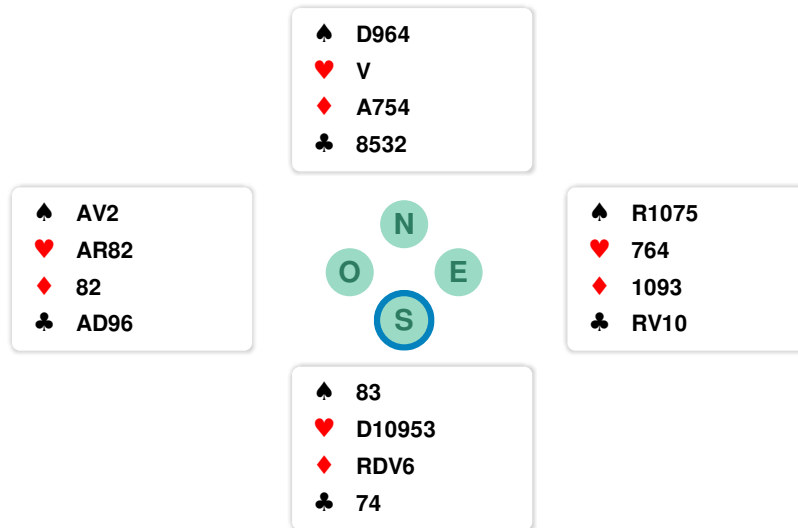 ♠ D964
♥ V
♦ A754
♣ 8532
♠ AV2
♥ AR82
♦ 82
♣ AD96
N
O E
S
♠ R1075
♥ 764
♦ 1093
♣ RV10
♠ 83
♥ D10953
♦ RDV6
♣ 74